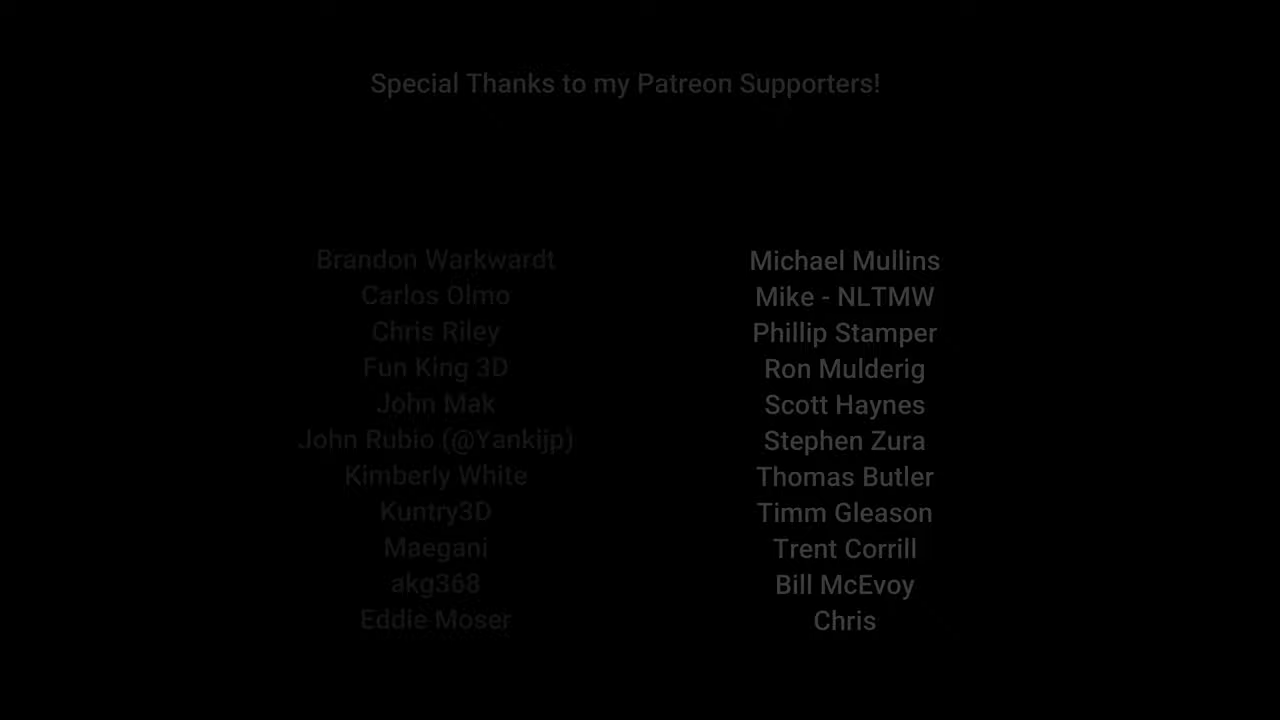 Special Thanks to my Patreon Supporters!
Brandon Warkwardt
Carlos Olmo
Chris Riley
Fun King 3D
John Mak
John Rubio (@Yankijp)
Kimberly White
Kuntry3D
Maegani
akg368
Eddie Moser
Michael Mullins
Mike - NLTMW
Phillip Stamper
Ron Mulderig
Scott Haynes
Stephen Zura
Thomas Butler
Timm Gleason
Trent Corrill
Bill McEvoy
Chris